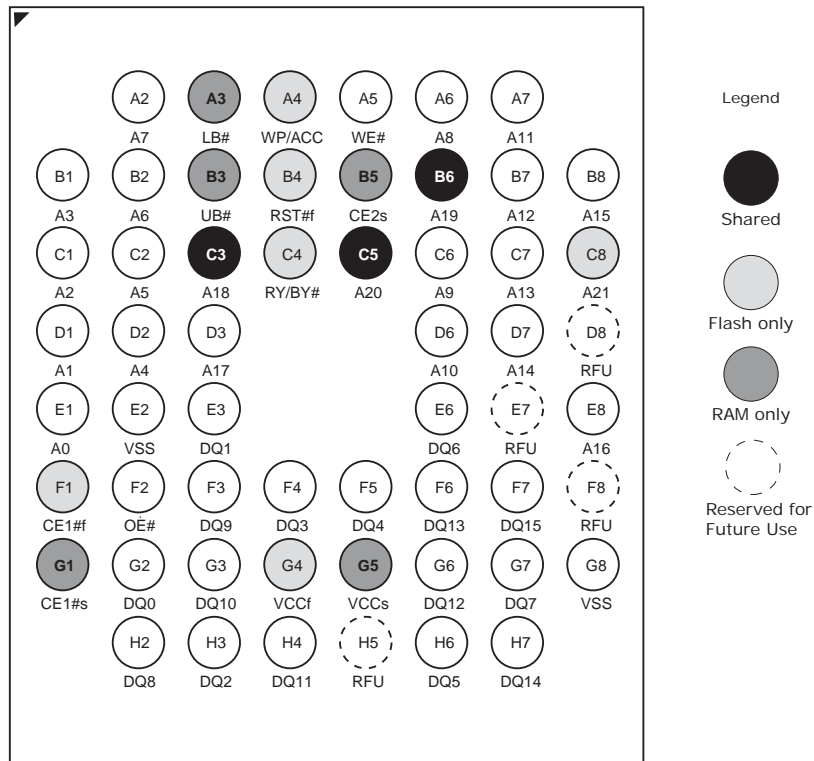 A2 A3 A4 A5 A6 A7
A7 LB# WP/ACC WE# A8 A11
B1 B2 B3 B4 B5 B6 B7 B8
A3 A6 UB# RST#f CE2s A19 A12 A15
C1 C2 C3 C4 C5 C6 C7 C8
A2 A5 A18 RY/BY# A20 A9 A13 A21
D1 D2 D3 D6 D7 D8
A1 A4 A17 A10 A14 RFU
E1 E2 E3 E6 E7 E8
A0 VSS DQ1 DQ6 RFU A16
F1 F2 F3 F4 F5 F6 F7 F8
CE1#f OE# DQ9 DQ3 DQ4 DQ13 DQ15 RFU
G1 G2 G3 G4 G5 G6 G7 G8
CE1#s DQ0 DQ10 VCCf VCCs DQ12 DQ7 VSS
H2 H3 H4 H5 H6 H7
DQ8 DQ2 DQ11 RFU DQ5 DQ14
Legend
Shared
Flash only
RAM only
Reserved for
Future Use